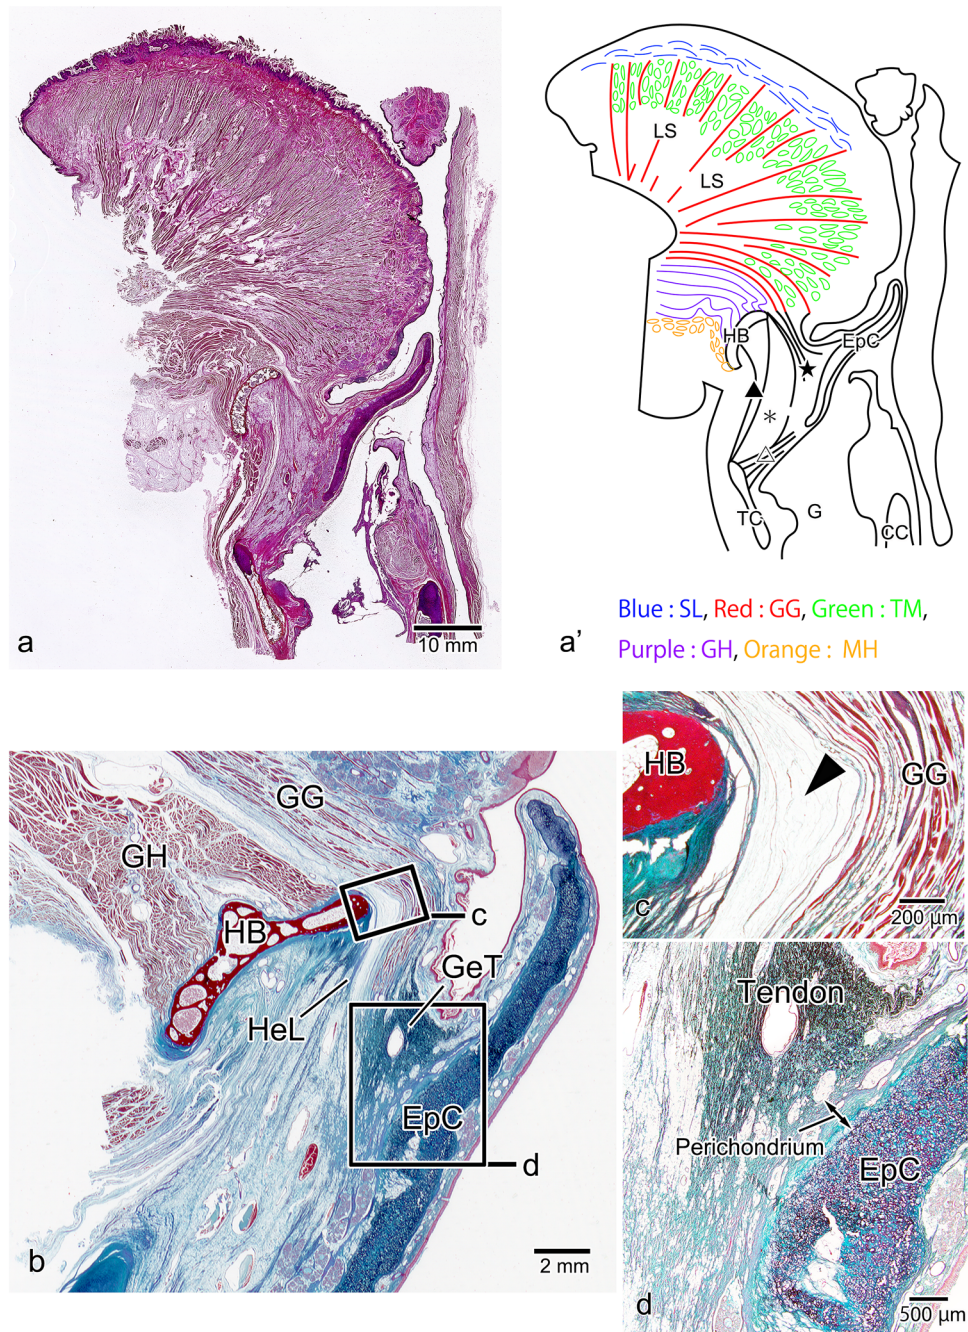 a
10 mm
LS
LS
HB
EpC
★
▲
*
△
TC
G
CC
a’
Blue : SL, Red : GG, Green : TM,
Purple : GH, Orange : MH
GG
GH
HB
c
GeT
HeL
EpC
d
b
2 mm
HB
GG
c
200 µm
Tendon
Perichondrium
EpC
d
500 µm